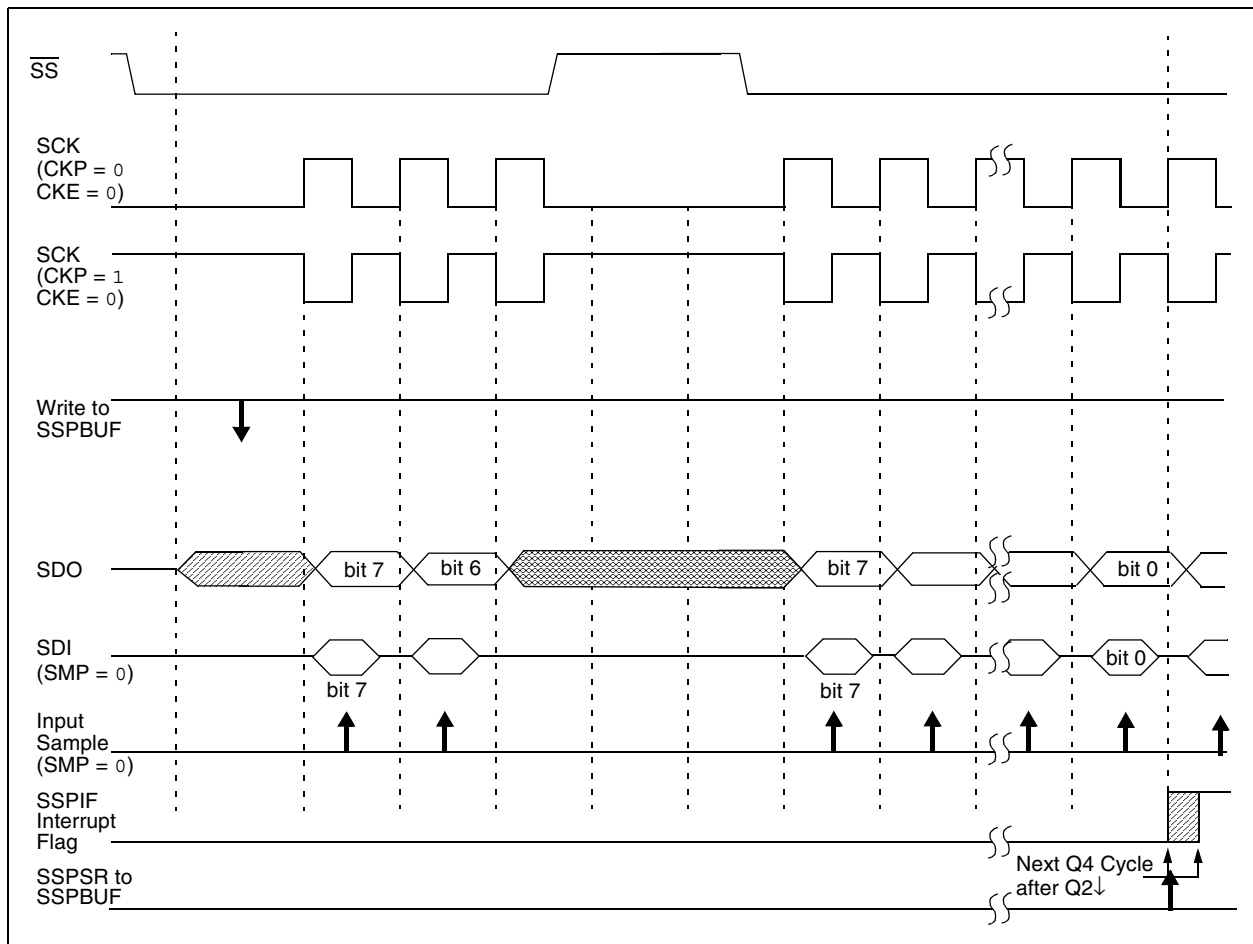 SS
SCK
(CKP = 0
CKE = 0)
SCK
(CKP = 1
CKE = 0)
Write to
SSPBUF
SDO
bit 7
bit 6
bit 7
bit 0
SDI
(SMP = 0)
bit 7
bit 7
bit 0
Input
Sample
(SMP = 0)
SSPIF
Interrupt
Flag
SSPSR to
SSPBUF
Next Q4 Cycle
after Q2↓